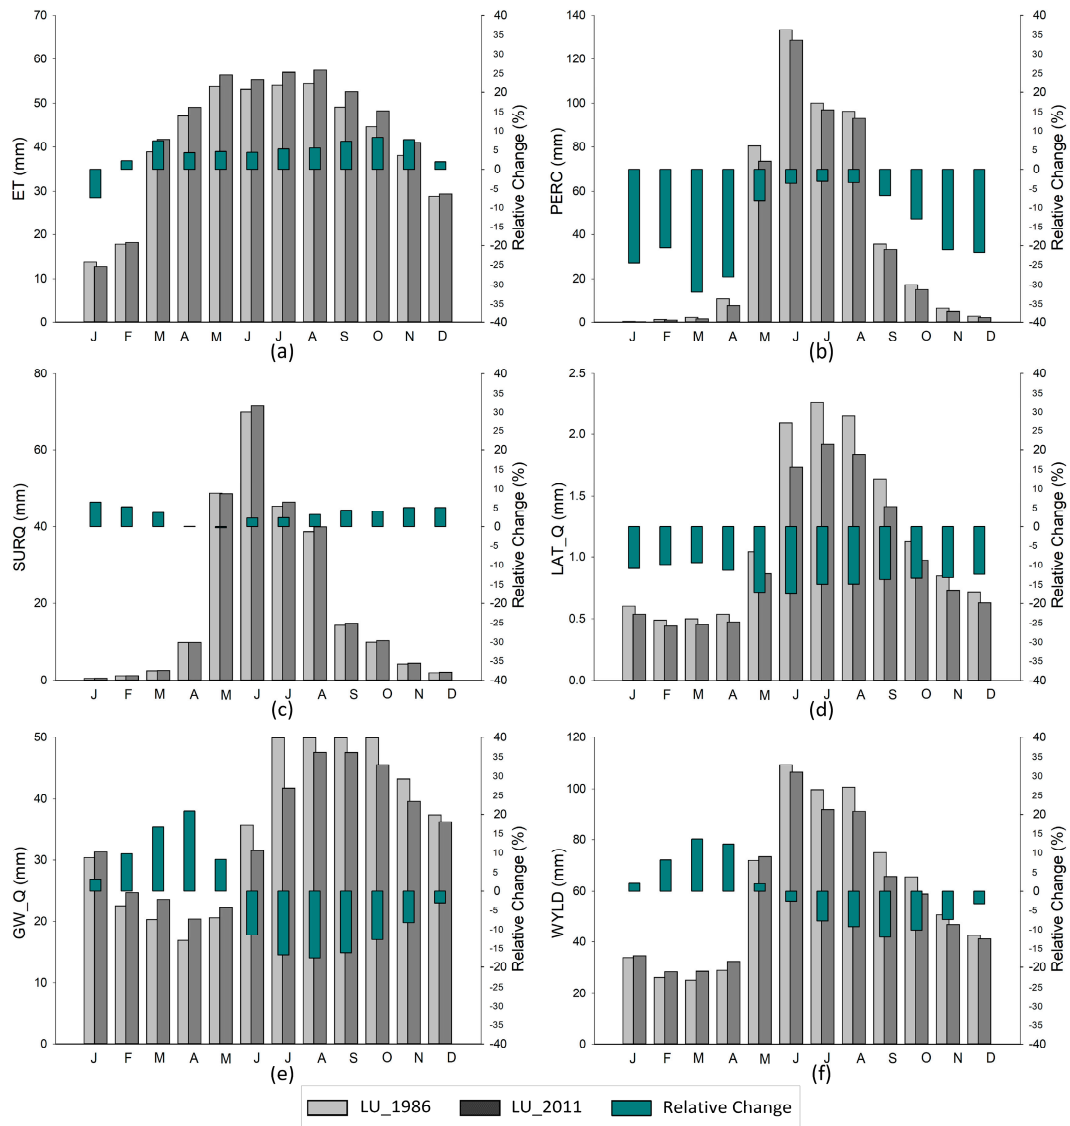 70 60 50 40 30 20 10 0
ET (mm)
40 35 30 25 20 15 10 5 0 -5 -10 -15 -20 -25 -30 -35 -40
Relative Change (%)
J F M A M J J A S O N D
(a)
140 120 100 80 60 40 20 0
PERC (mm)
40 35 30 25 20 15 10 5 0 -5 -10 -15 -20 -25 -30 -35 -40
Relative Change (%)
J F M A M J J A S O N D
(b)
80 60 40 20 0
SURQ (mm)
40 35 30 25 20 15 10 5 0 -5 -10 -15 -20 -25 -30 -35 -40
Relative Change (%)
J F M A M J J A S O N D
(c)
2.5 2.0 1.5 1.0 0.5 0.0
LAT_Q (mm)
40 35 30 25 20 15 10 5 0 -5 -10 -15 -20 -25 -30 -35 -40
Relative Change (%)
J F M A M J J A S O N D
(d)
50 40 30 20 10 0
GW_Q (mm)
40 35 30 25 20 15 10 5 0 -5 -10 -15 -20 -25 -30 -35 -40
Relative Change (%)
J F M A M J J A S O N D
(e)
120 100 80 60 40 20 0
WYLD (mm)
40 35 30 25 20 15 10 5 0 -5 -10 -15 -20 -25 -30 -35 -40
Relative Change (%)
J F M A M J J A S O N D
(f)
LU_1986 LU_2011 Relative Change